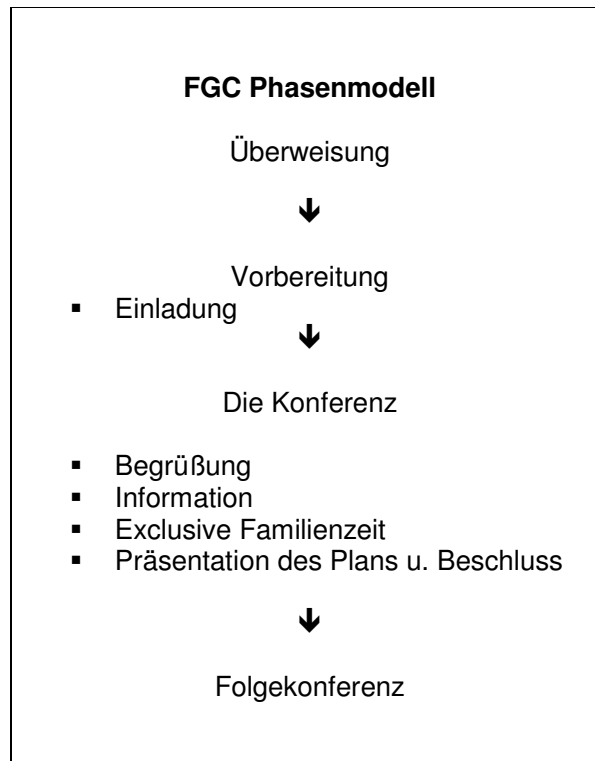 FGC Phasenmodell
Überweisung
🡻
Vorbereitung
▪ Einladung
🡻
Die Konferenz
▪ Begrüßung
▪ Information
▪ Exclusive Familienzeit
▪ Präsentation des Plans u. Beschluss
🡻
Folgekonferenz